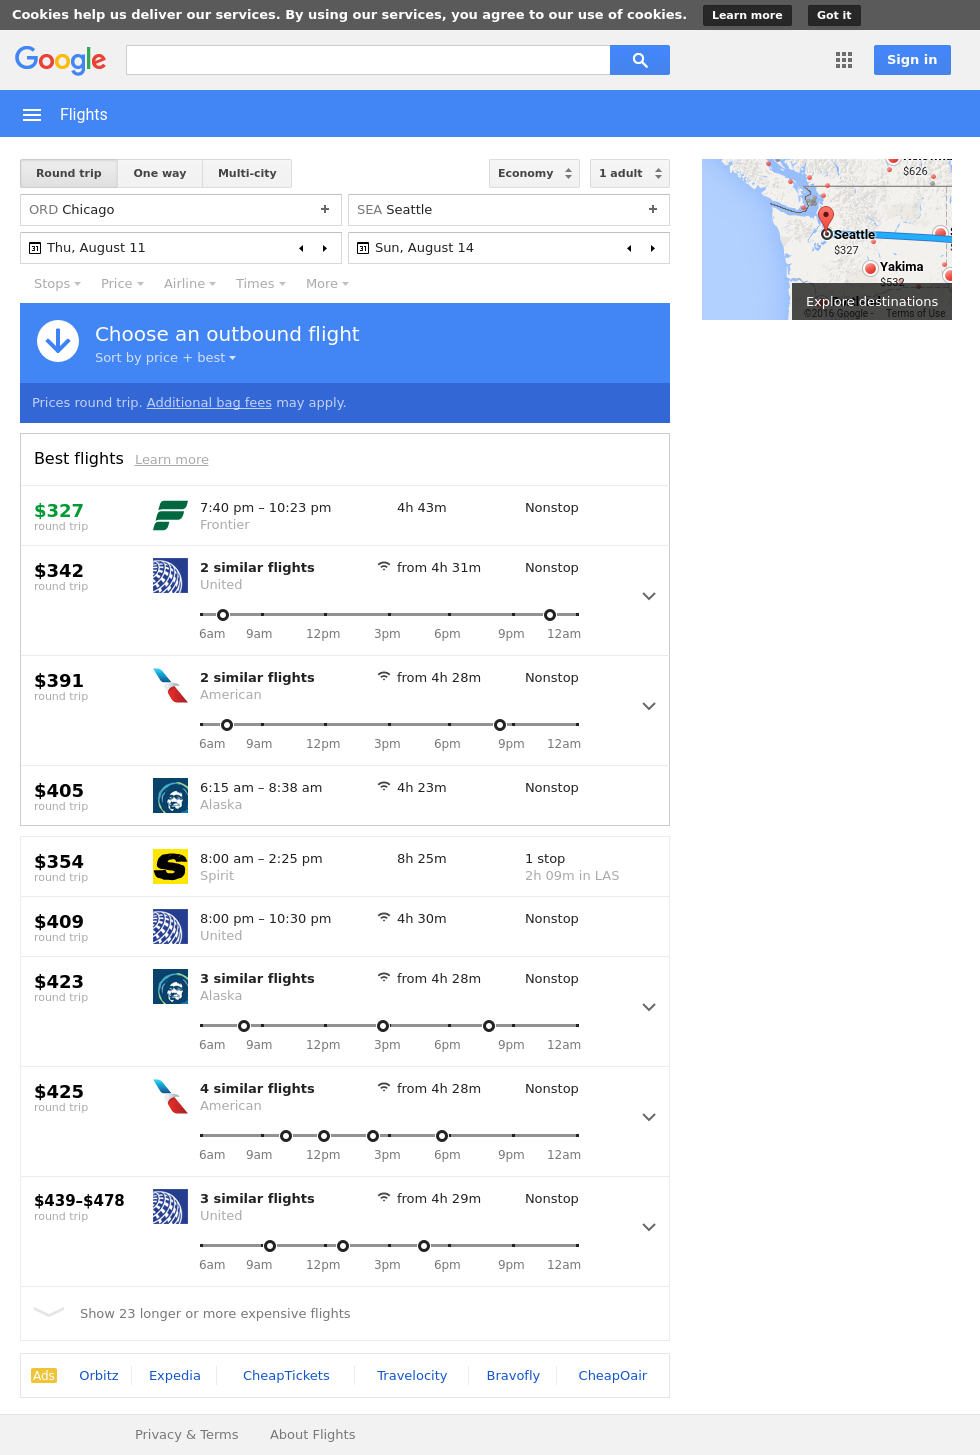 Cookies help us deliver our services. By using our services, you agree to our use of cookies. Learn more Got it
Google Sign in
Flights
Round trip One way Multi-city Economy 1 adult
ORD Chicago SEA Seattle
31 Thu, August 11 31 Sun, August 14
Stops Price Airline Times More
$626
Seattle
$327
Yakima
$532
Explore destinations
©2016 Google - Terms of Use
Choose an outbound flight
Sort by price + best
Prices round trip. Additional bag fees may apply.
Best flights Learn more
$327 7:40 pm – 10:23 pm 4h 43m Nonstop
round trip Frontier
$342 2 similar flights from 4h 31m Nonstop
round trip United
6am 9am 12pm 3pm 6pm 9pm 12am
$391 2 similar flights from 4h 28m Nonstop
round trip American
6am 9am 12pm 3pm 6pm 9pm 12am
$405 6:15 am – 8:38 am 4h 23m Nonstop
round trip Alaska
$354 8:00 am – 2:25 pm 8h 25m 1 stop
round trip Spirit 2h 09m in LAS
$409 8:00 pm – 10:30 pm 4h 30m Nonstop
round trip United
$423 3 similar flights from 4h 28m Nonstop
round trip Alaska
6am 9am 12pm 3pm 6pm 9pm 12am
$425 4 similar flights from 4h 28m Nonstop
round trip American
6am 9am 12pm 3pm 6pm 9pm 12am
$439–$478 3 similar flights from 4h 29m Nonstop
round trip United
6am 9am 12pm 3pm 6pm 9pm 12am
Show 23 longer or more expensive flights
Ads Orbitz Expedia CheapTickets Travelocity Bravofly CheapOair
Privacy & Terms About Flights